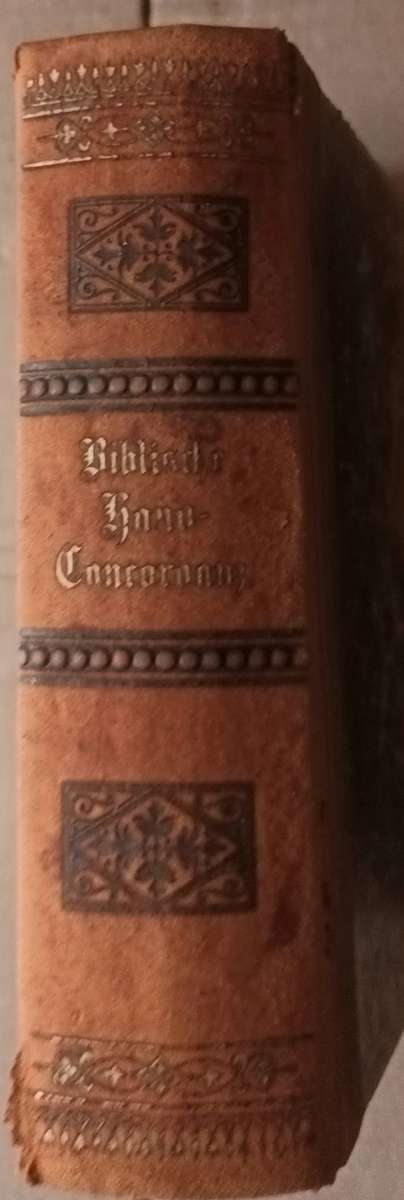 Biblische
Hand-
Concordanz